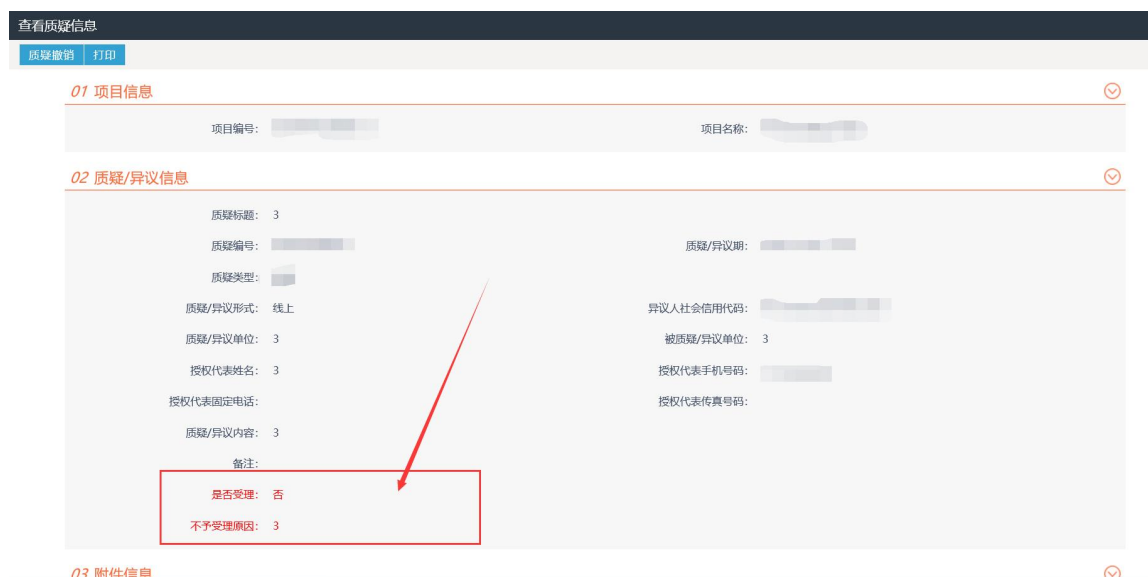 查看质疑信息
质疑撤销 打印
01 项目信息
项目编号: 项目名称:
02 质疑/异议信息
质疑标题: 3
质疑编号: 质疑/异议期:
质疑类型:
质疑/异议形式: 线上 异议人社会信用代码:
质疑/异议单位: 3 被质疑/异议单位: 3
授权代表姓名: 3 授权代表手机号码:
授权代表固定电话: 授权代表传真号码:
质疑/异议内容: 3
备注:
是否受理: 否
不予受理原因: 3
03 附件信息